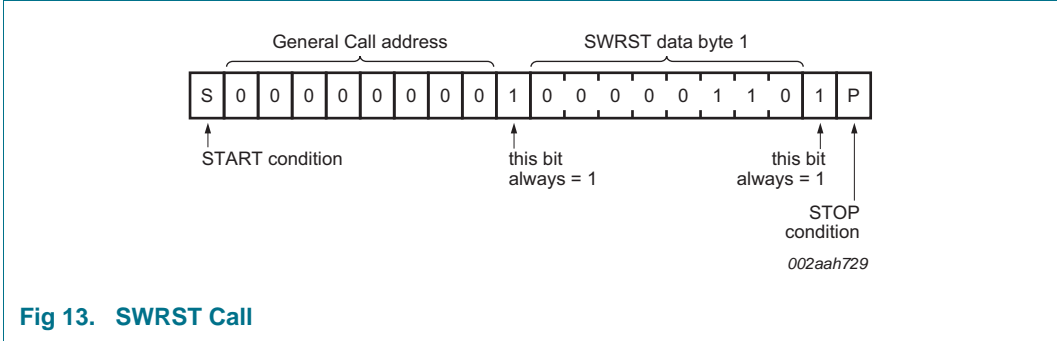 General Call address SWRST data byte 1
S 0 0 0 0 0 0 0 0 1 0 0 0 0 0 1 1 0 1 P
START condition this bit this bit
always = 1 always = 1
STOP
condition
002aah729
Fig 13. SWRST Call